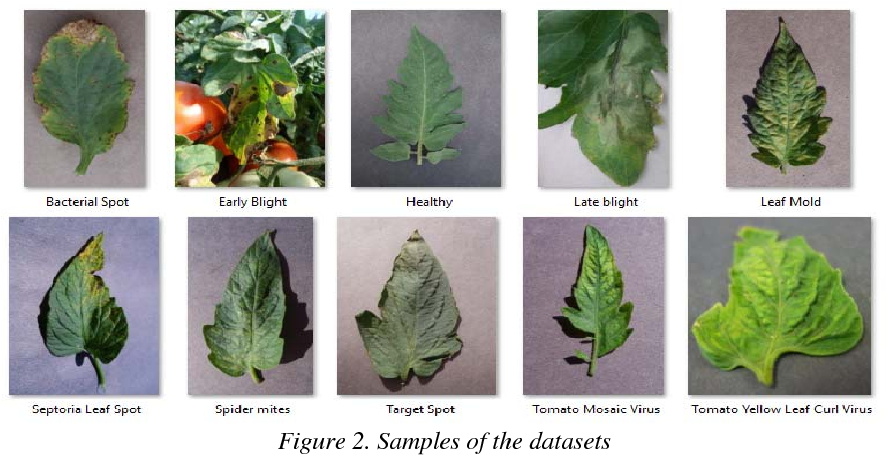 Bacterial Spot
Early Blight
Healthy
Late blight
Leaf Mold
Septoria Leaf Spot
Spider mites
Target Spot
Tomato Mosaic Virus
Tomato Yellow Leaf Curl Virus
Figure 2. Samples of the datasets